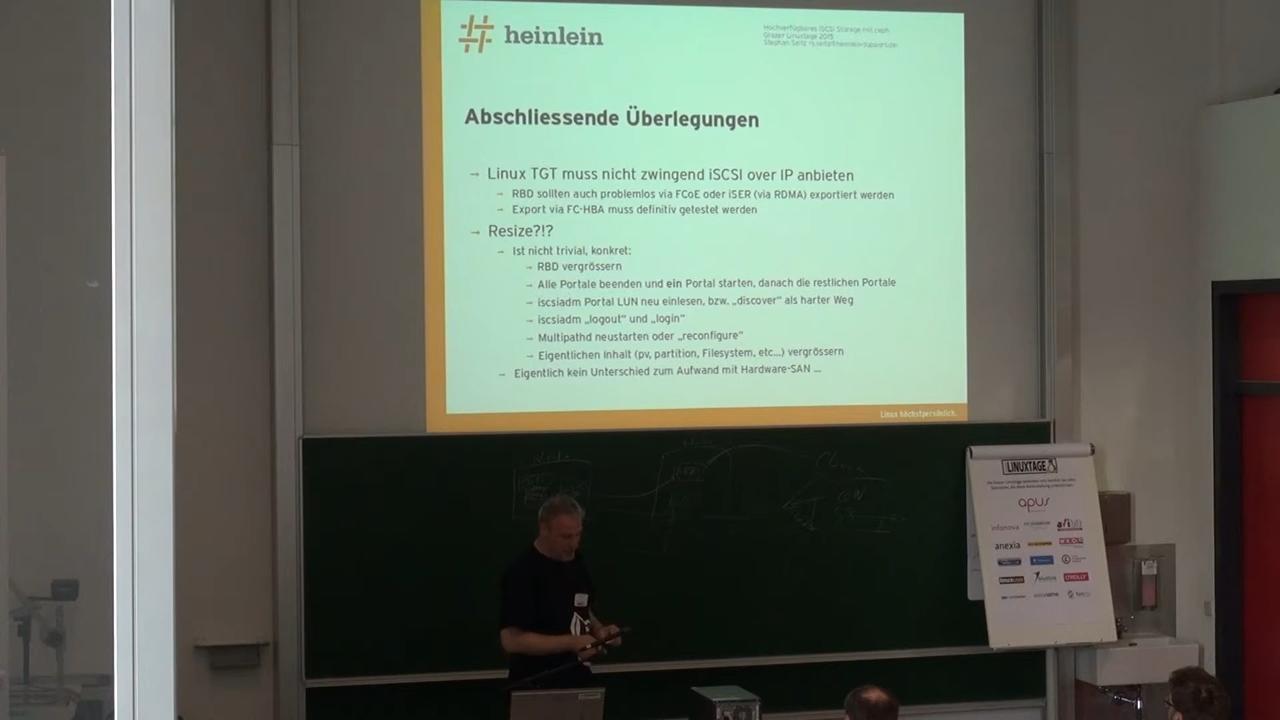 heinlein
Hochverfügbares iSCSI Storage mit ceph
Grazer Linuxtage 2015
Stephan Seitz
Abschliessende Überlegungen
→ Linux TGT muss nicht zwingend iSCSI over IP anbieten
→ RBD sollten auch problemlos via FCoE oder iSER (via RDMA) exportiert werden
→ Export via FC-HBA muss definitiv getestet werden
→ Resize?!?
→ Ist nicht trivial, konkret:
→ RBD vergrössern
→ Alle Portale beenden und ein Portal starten, danach die restlichen Portale
→ iscsiadm Portal LUN neu einlesen, bzw. „discover" als harter Weg
→ iscsiadm „logout" und „login"
→ Multipathd neustarten oder „reconfigure"
→ Eigentlichen Inhalt (pv, partition, Filesystem, etc...) vergrössern
→ Eigentlich kein Unterschied zum Aufwand mit Hardware-SAN ...
Linux höchstpersönlich.
LINUXTAGE
apus
infonova
anexia
O'REILLY